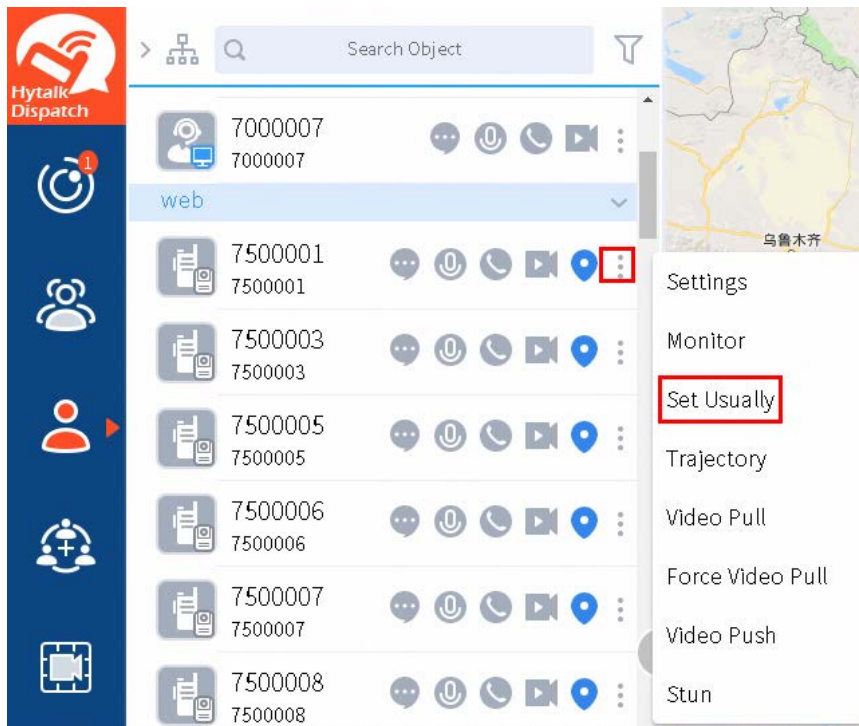 Hytalk
Dispatch
1
Search Object
7000007
7000007
web
7500001
7500001
7500003
7500003
7500005
7500005
7500006
7500006
7500007
7500007
7500008
7500008
乌鲁木齐
Settings
Monitor
Set Usually
Trajectory
Video Pull
Force Video Pull
Video Push
Stun